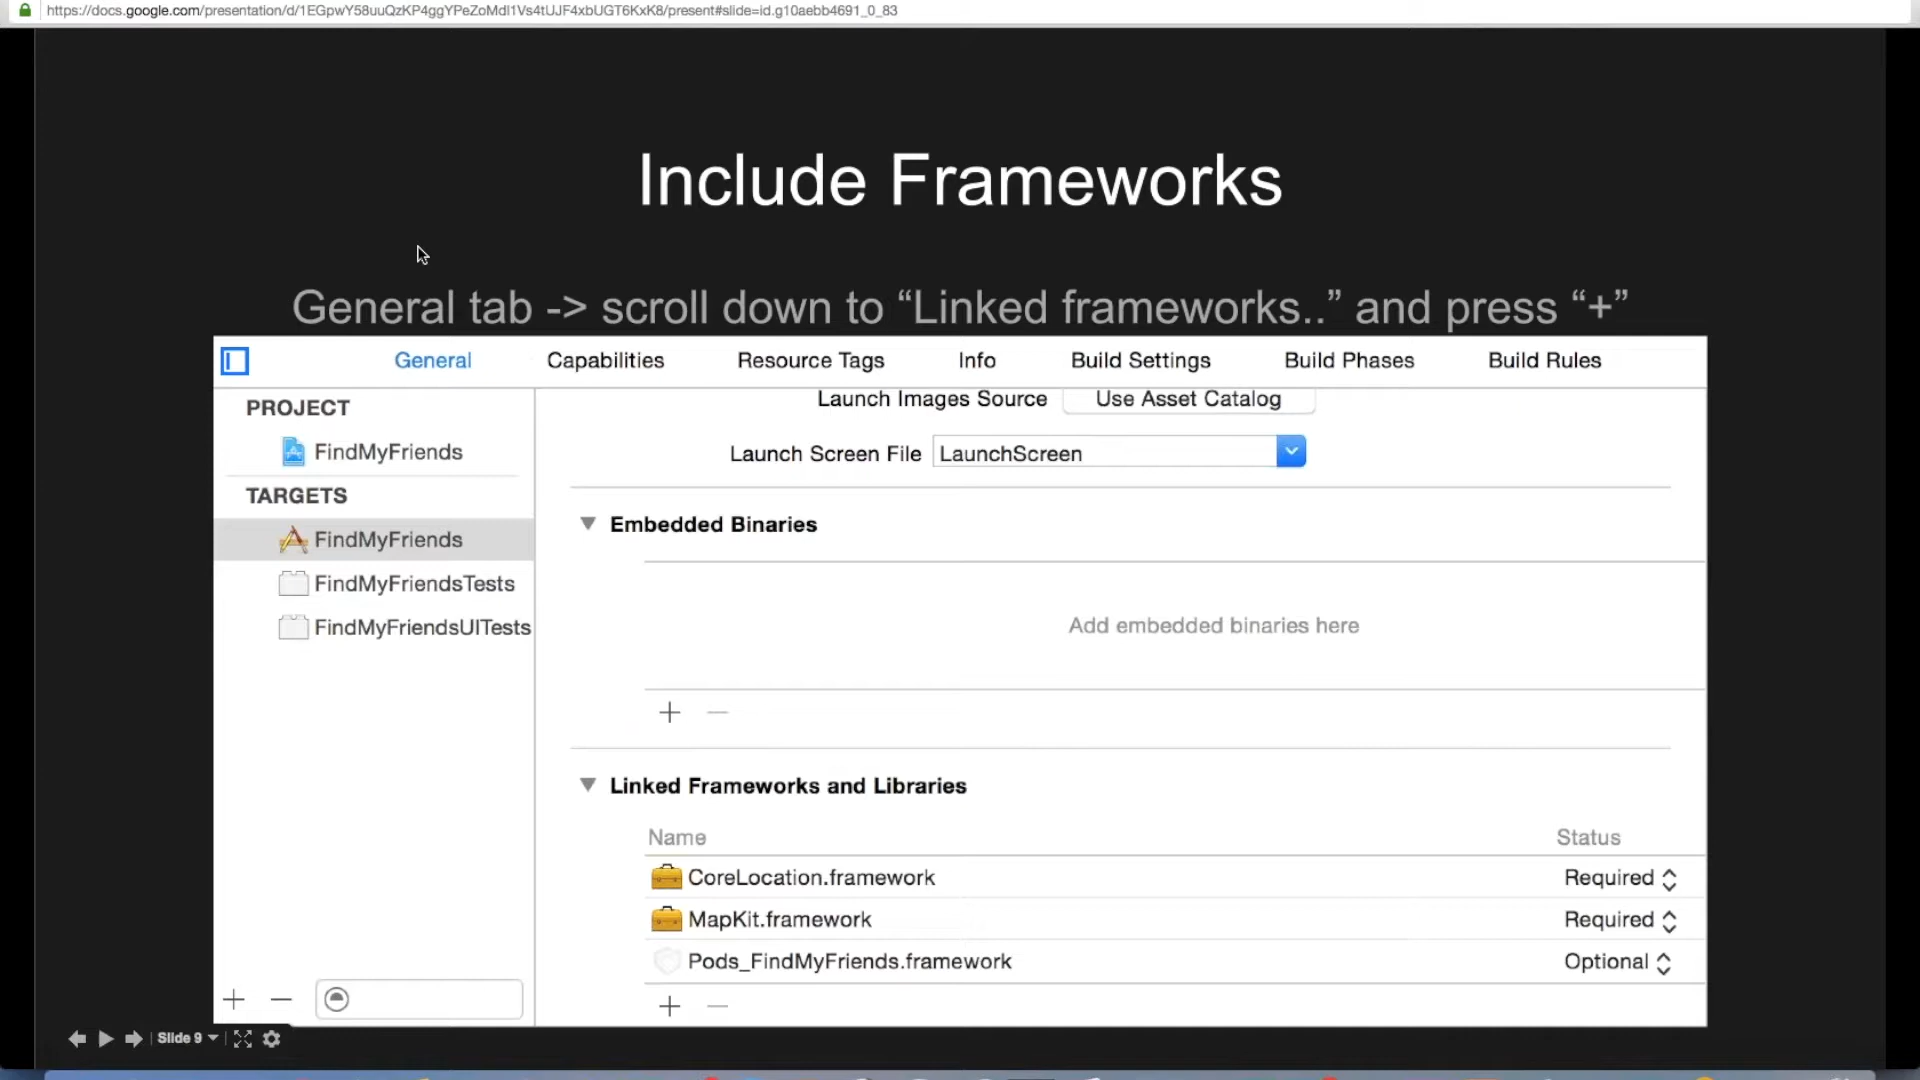 https://docs.google.com/presentation/d/1EGpwY58uuQzKP4ggYPeZoMdl1Vs4tUJF4xbUGT6KxK8/present#slide=id.g10aebb4691_0_83
Include Frameworks
General tab -> scroll down to “Linked frameworks..” and press “+”
General Capabilities Resource Tags Info Build Settings Build Phases Build Rules
PROJECT
FindMyFriends
TARGETS
FindMyFriends
FindMyFriendsTests
FindMyFriendsUITests
Launch Images Source Use Asset Catalog
Launch Screen File LaunchScreen
Embedded Binaries
Add embedded binaries here
Linked Frameworks and Libraries
Name Status
CoreLocation.framework Required
MapKit.framework Required
Pods_FindMyFriends.framework Optional
Slide 9